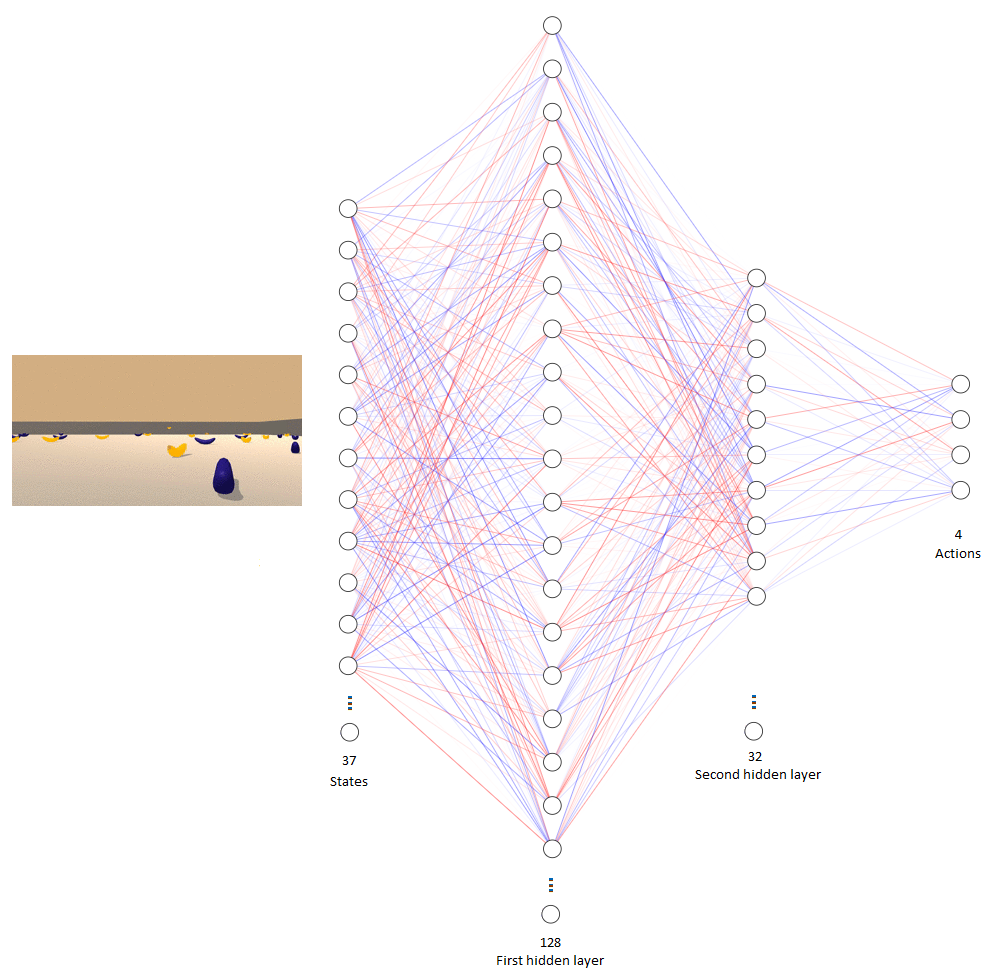 37
States
128
First hidden layer
32
Second hidden layer
4
Actions